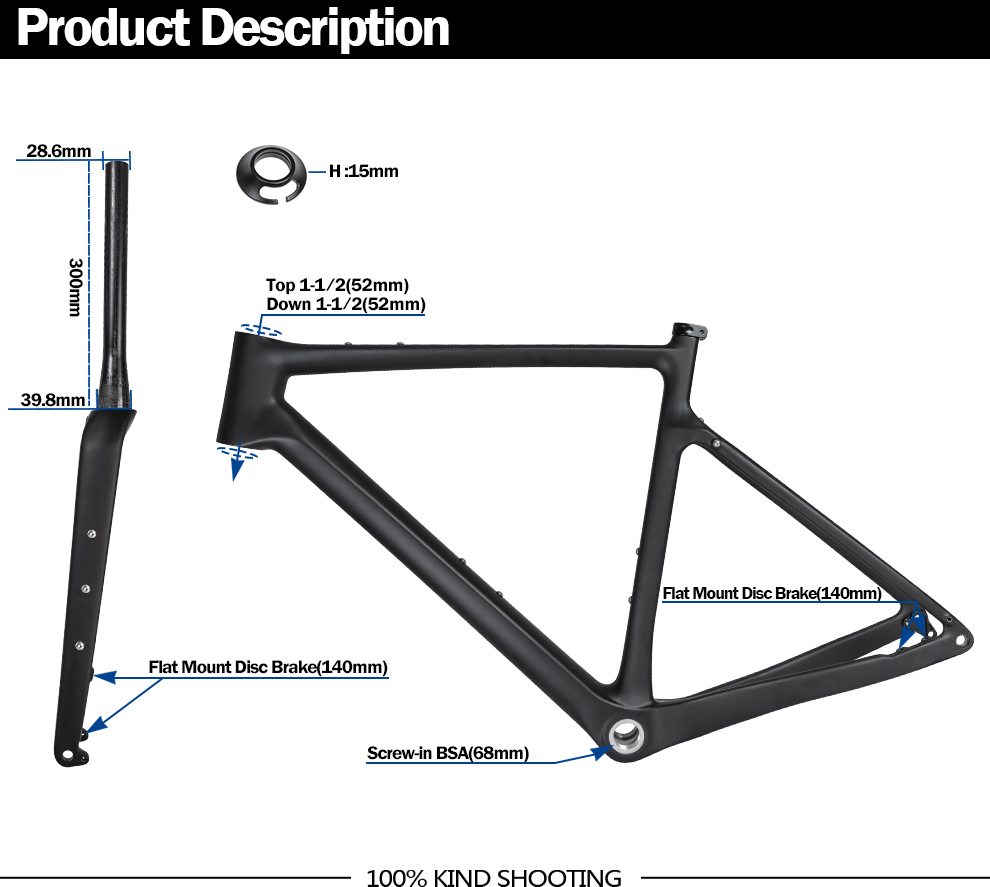 Product Description
28.6mm
H :15mm
300mm
Top 1-1/2(52mm)
Down 1-1/2(52mm)
39.8mm
Flat Mount Disc Brake(140mm)
Flat Mount Disc Brake(140mm)
Screw-in BSA(68mm)
100% KIND SHOOTING